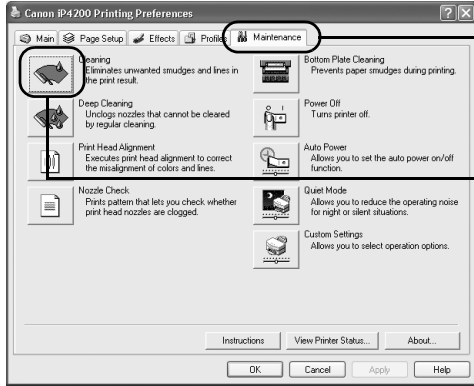 Canon iP4200 Printing Preferences
Main
Page Setup
Effects
Profiles
Maintenance
Cleaning
Eliminates unwanted smudges and lines in
the print result.
Deep Cleaning
Unclogs nozzles that cannot be cleared
by regular cleaning.
Print Head Alignment
Executes print head alignment to correct
the misalignment of colors and lines.
Nozzle Check
Prints pattern that lets you check whether
print head nozzles are clogged.
Bottom Plate Cleaning
Prevents paper smudges during printing.
Power Off
Turns printer off.
Auto Power
Allows you to set the auto power on/off
function.
Quiet Mode
Allows you to reduce the operating noise
for night or silent situations.
Custom Settings
Allows you to select operation options.
Instructions
View Printer Status...
About...
OK
Cancel
Apply
Help